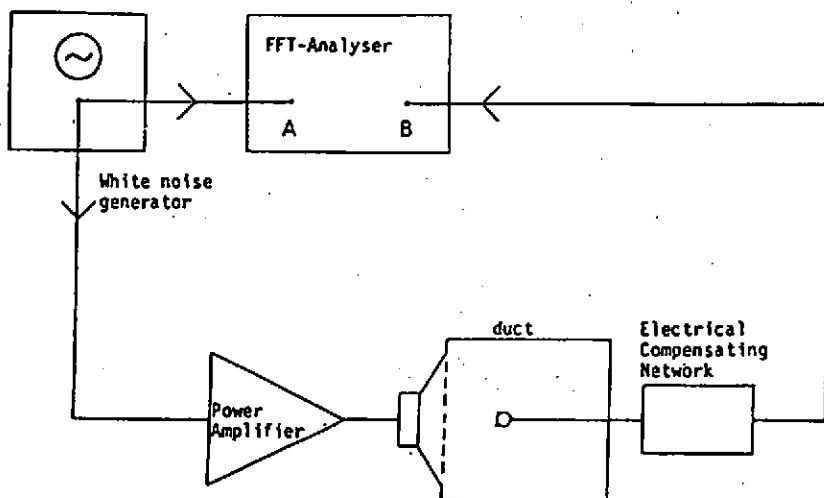 FFT-Analyser
A B
White noise
generator
duct
Electrical
Compensating
Network
Power
Amplifier